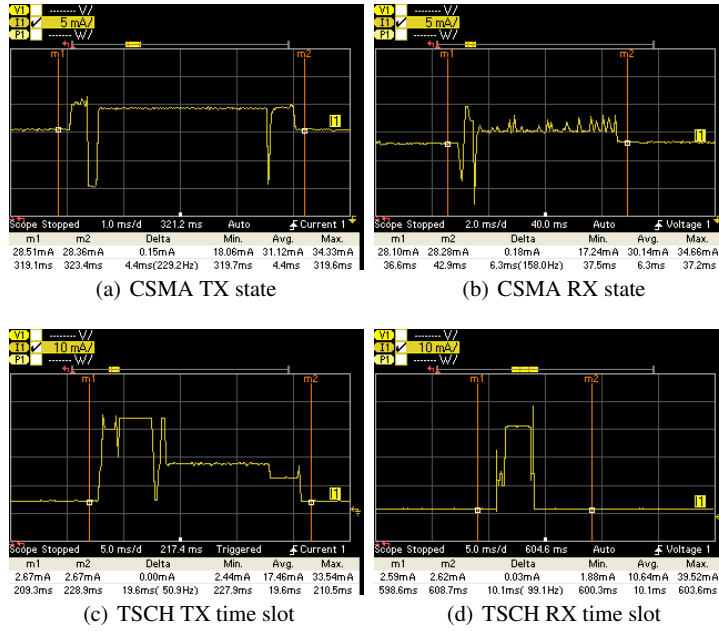 V1 ------- V/
I1 ✓ 5 mA/
P1 ------- W/
m1 m2
I1
Scope Stopped 1.0 ms/d 321.2 ms Auto Current 1
m1 m2 Delta Min. Avg. Max.
28.51mA 28.36mA 0.15mA 18.06mA 31.12mA 34.33mA
319.1ms 323.4ms 4.4ms(229.2Hz) 319.7ms 4.4ms 319.6ms
(a) CSMA TX state
V1 ------- V/
I1 ✓ 5 mA/
P1 ------- W/
m1 m2
I1
Scope Stopped 2.0 ms/d 40.0 ms Auto Voltage 1
m1 m2 Delta Min. Avg. Max.
28.10mA 28.28mA 0.18mA 17.24mA 30.14mA 34.66mA
36.6ms 42.9ms 6.3ms(158.0Hz) 37.5ms 6.3ms 37.2ms
(b) CSMA RX state
V1 ------- V/
I1 ✓ 10 mA/
P1 ------- W/
m1 m2
I1
Scope Stopped 5.0 ms/d 217.4 ms Triggered Current 1
m1 m2 Delta Min. Avg. Max.
2.67mA 2.67mA 0.00mA 2.44mA 17.46mA 33.54mA
209.3ms 228.9ms 19.6ms( 50.9Hz) 227.9ms 19.6ms 210.5ms
(c) TSCH TX time slot
V1 ------- V/
I1 ✓ 10 mA/
P1 ------- W/
m1 m2
I1
Scope Stopped 5.0 ms/d 604.6 ms Auto Voltage 1
m1 m2 Delta Min. Avg. Max.
2.59mA 2.62mA 0.03mA 1.88mA 10.64mA 39.52mA
598.6ms 608.7ms 10.1ms( 99.1Hz) 600.3ms 10.1ms 603.6ms
(d) TSCH RX time slot